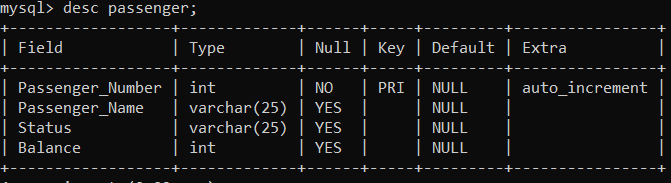 mysql> desc passenger;
+------------------+-------------+------+-----+---------+----------------+
| Field            | Type        | Null | Key | Default | Extra          |
+------------------+-------------+------+-----+---------+----------------+
| Passenger_Number | int         | NO   | PRI | NULL    | auto_increment |
| Passenger_Name   | varchar(25) | YES  |     | NULL    |                |
| Status           | varchar(25) | YES  |     | NULL    |                |
| Balance          | int         | YES  |     | NULL    |                |
+------------------+-------------+------+-----+---------+----------------+